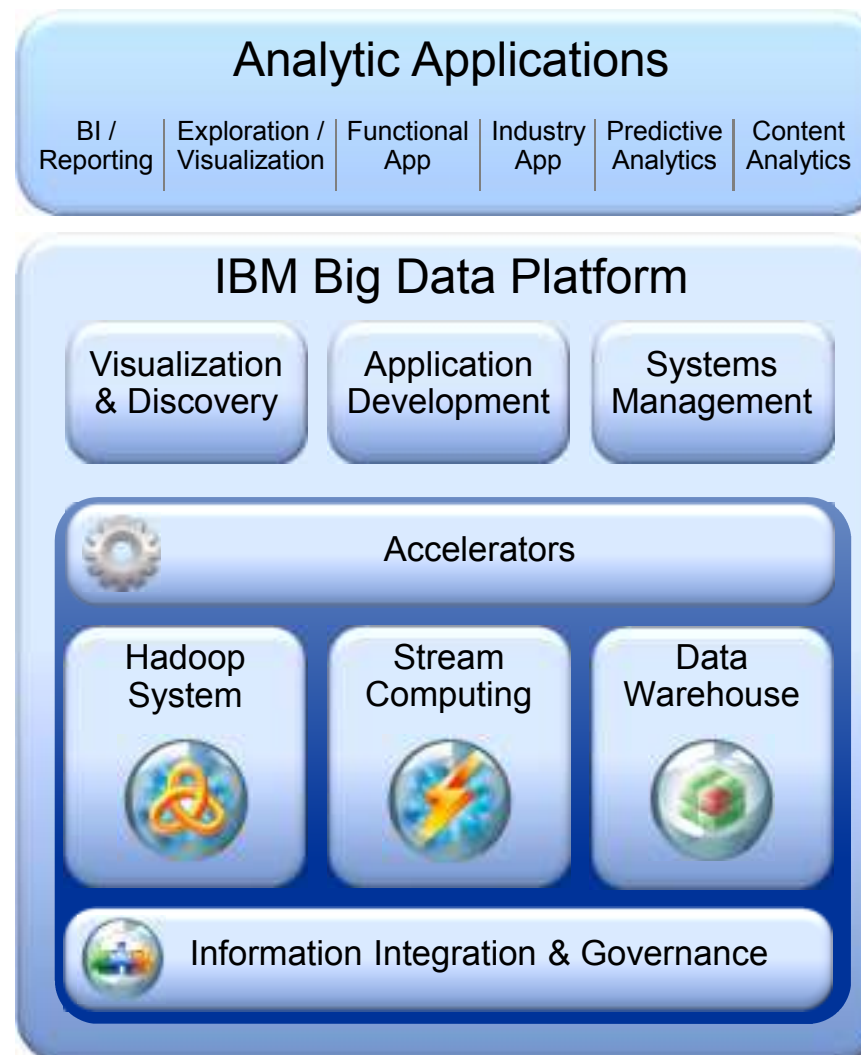 Analytic Applications
BI /
Reporting
Exploration /
Visualization
Functional
App
Industry
App
Predictive
Analytics
Content
Analytics
IBM Big Data Platform
Visualization
& Discovery
Application
Development
Systems
Management
Accelerators
Hadoop
System
Stream
Computing
Data
Warehouse
Information Integration & Governance